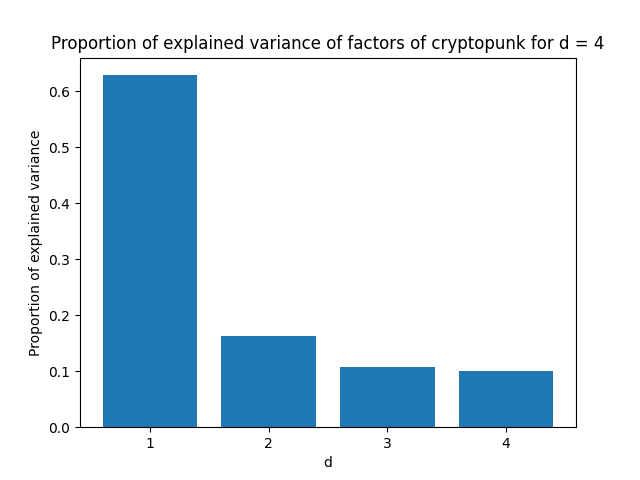 Proportion of explained variance of factors of cryptopunk for d = 4
Proportion of explained variance
0.6
0.5
0.4
0.3
0.2
0.1
0.0
1 2 3 4
d